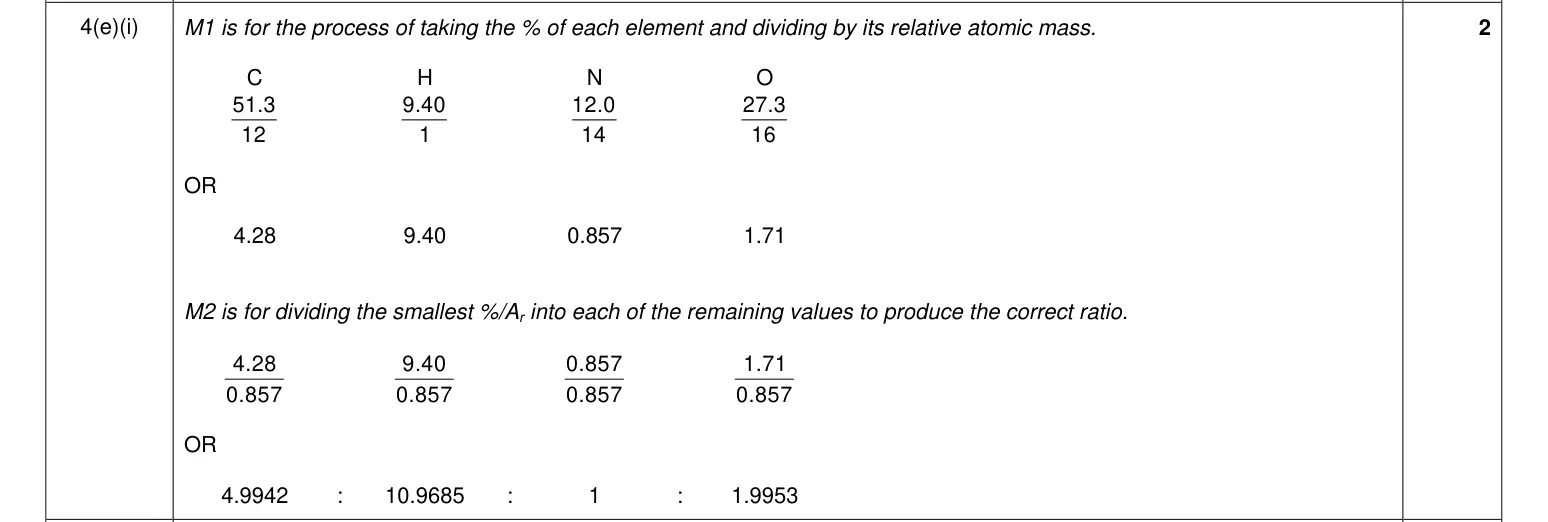 4(e)(i) M1 is for the process of taking the % of each element and dividing by its relative atomic mass. 2
C H N O
51.3 9.40 12.0 27.3
12 1 14 16
OR
4.28 9.40 0.857 1.71
M2 is for dividing the smallest %/Ar into each of the remaining values to produce the correct ratio.
4.28 9.40 0.857 1.71
0.857 0.857 0.857 0.857
OR
4.9942 : 10.9685 : 1 : 1.9953